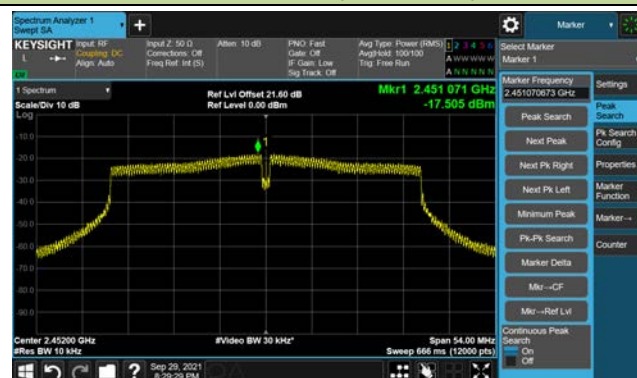 Spectrum Analyzer 1
Swept SA
Marker
KEYSIGHT
L
Input: RF
Coupling: DC
Align: Auto
Input Z: 50 Ω
Corrections: Off
Freq Ref: Int (S)
Atten: 10 dB
PNO: Fast
Gate: Off
IF Gain: Low
Sig Track: Off
Avg Type: Power (RMS)
Avg|Hold: 100/100
Trig: Free Run
1 2 3 4 5 6
A W W W W W
A N N N N N
Select Marker
Marker 1
1 Spectrum
Scale/Div 10 dB
Log
Ref Lvl Offset 21.60 dB
Ref Level 0.00 dBm
Mkr1 2.451 071 GHz
-17.505 dBm
1
-10.0
-20.0
-30.0
-40.0
-50.0
-60.0
-70.0
-80.0
-90.0
Center 2.45200 GHz
#Res BW 10 kHz
#Video BW 30 kHz*
Span 54.00 MHz
Sweep 666 ms (12000 pts)
Marker Frequency
2.451070673 GHz
Peak Search
Next Peak
Next Pk Right
Next Pk Left
Minimum Peak
Pk-Pk Search
Marker Delta
Mkr→CF
Mkr→Ref Lvl
Continuous Peak
Search
On
Off
Settings
Peak
Search
Pk Search
Config
Properties
Marker
Function
Marker→
Counter
Sep 29, 2021
8:29:29 PM